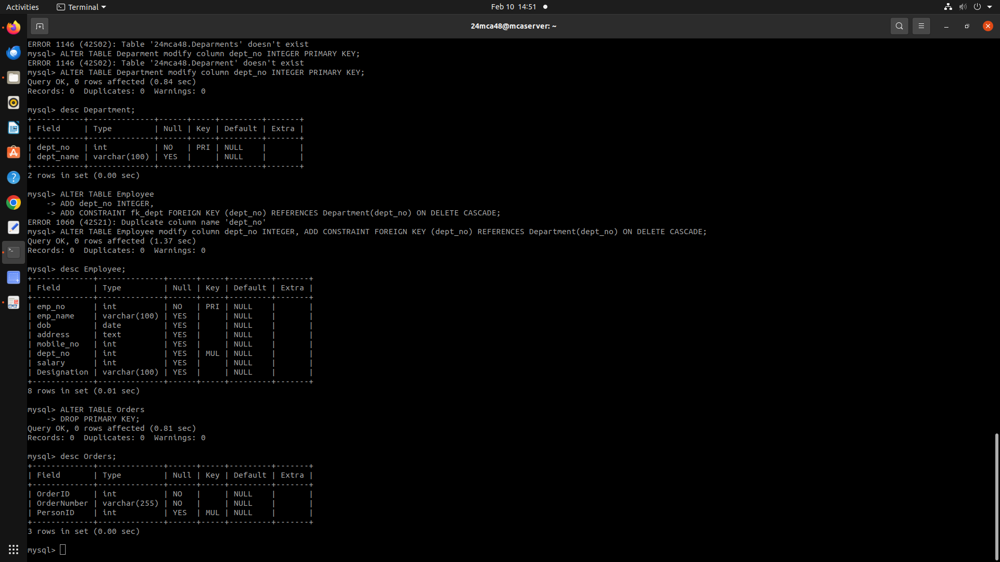 Activities
Terminal
Feb 10 14:51
24mca48@mcaserver: ~
ERROR 1146 (42S02): Table '24mca48.Deparments' doesn't exist
mysql> ALTER TABLE Deparment modify column dept_no INTEGER PRIMARY KEY;
ERROR 1146 (42S02): Table '24mca48.Deparment' doesn't exist
mysql> ALTER TABLE Department modify column dept_no INTEGER PRIMARY KEY;
Query OK, 0 rows affected (0.84 sec)
Records: 0  Duplicates: 0  Warnings: 0
mysql> desc Department;
+-----------+--------------+------+-----+---------+-------+
| Field     | Type         | Null | Key | Default | Extra |
+-----------+--------------+------+-----+---------+-------+
| dept_no   | int          | NO   | PRI | NULL    |       |
| dept_name | varchar(100) | YES  |     | NULL    |       |
+-----------+--------------+------+-----+---------+-------+
2 rows in set (0.00 sec)
mysql> ALTER TABLE Employee
    -> ADD dept_no INTEGER,
    -> ADD CONSTRAINT fk_dept FOREIGN KEY (dept_no) REFERENCES Department(dept_no) ON DELETE CASCADE;
ERROR 1060 (42S21): Duplicate column name 'dept_no'
mysql> ALTER TABLE Employee modify column dept_no INTEGER, ADD CONSTRAINT FOREIGN KEY (dept_no) REFERENCES Department(dept_no) ON DELETE CASCADE;
Query OK, 0 rows affected (1.37 sec)
Records: 0  Duplicates: 0  Warnings: 0
mysql> desc Employee;
+-------------+--------------+------+-----+---------+-------+
| Field       | Type         | Null | Key | Default | Extra |
+-------------+--------------+------+-----+---------+-------+
| emp_no      | int          | NO   | PRI | NULL    |       |
| emp_name    | varchar(100) | YES  |     | NULL    |       |
| dob         | date         | YES  |     | NULL    |       |
| address     | text         | YES  |     | NULL    |       |
| mobile_no   | int          | YES  |     | NULL    |       |
| dept_no     | int          | YES  | MUL | NULL    |       |
| salary      | int          | YES  |     | NULL    |       |
| Designation | varchar(100) | YES  |     | NULL    |       |
+-------------+--------------+------+-----+---------+-------+
8 rows in set (0.01 sec)
mysql> ALTER TABLE Orders
    -> DROP PRIMARY KEY;
Query OK, 0 rows affected (0.81 sec)
Records: 0  Duplicates: 0  Warnings: 0
mysql> desc Orders;
+-------------+--------------+------+-----+---------+-------+
| Field       | Type         | Null | Key | Default | Extra |
+-------------+--------------+------+-----+---------+-------+
| OrderID     | int          | NO   |     | NULL    |       |
| OrderNumber | varchar(255) | NO   |     | NULL    |       |
| PersonID    | int          | YES  | MUL | NULL    |       |
+-------------+--------------+------+-----+---------+-------+
3 rows in set (0.00 sec)
mysql>